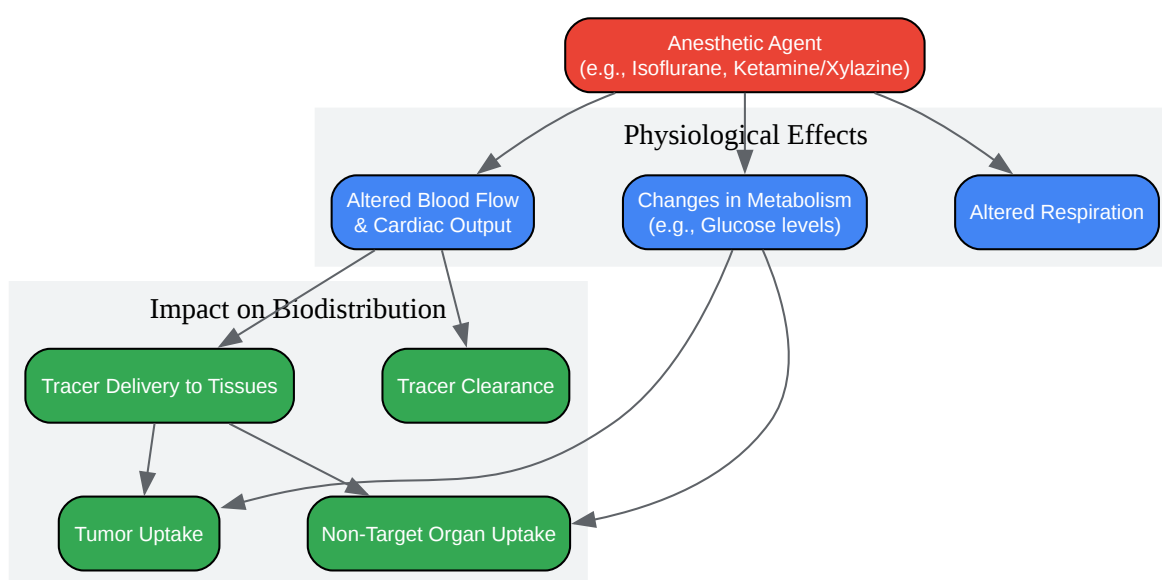 Anesthetic Agent
(e.g., Isoflurane, Ketamine/Xylazine)
Physiological Effects
Altered Blood Flow
& Cardiac Output
Changes in Metabolism
(e.g., Glucose levels)
Altered Respiration
Impact on Biodistribution
Tracer Delivery to Tissues
Tracer Clearance
Tumor Uptake
Non-Target Organ Uptake